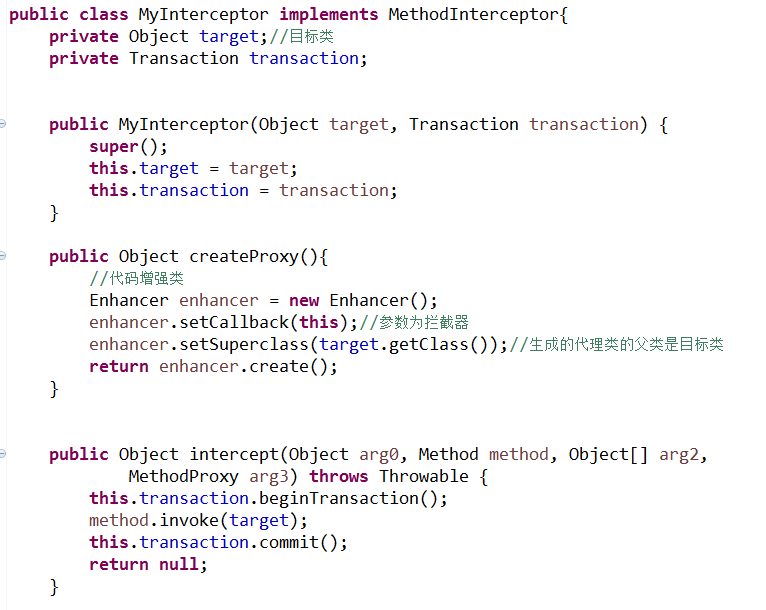 public class MyInterceptor implements MethodInterceptor{
private Object target;//目标类
private Transaction transaction;
public MyInterceptor(Object target, Transaction transaction) {
super();
this.target = target;
this.transaction = transaction;
}
public Object createProxy(){
//代码增强类
Enhancer enhancer = new Enhancer();
enhancer.setCallback(this);//参数为拦截器
enhancer.setSuperclass(target.getClass());//生成的代理类的父类是目标类
return enhancer.create();
}
public Object intercept(Object arg0, Method method, Object[] arg2,
MethodProxy arg3) throws Throwable {
this.transaction.beginTransaction();
method.invoke(target);
this.transaction.commit();
return null;
}